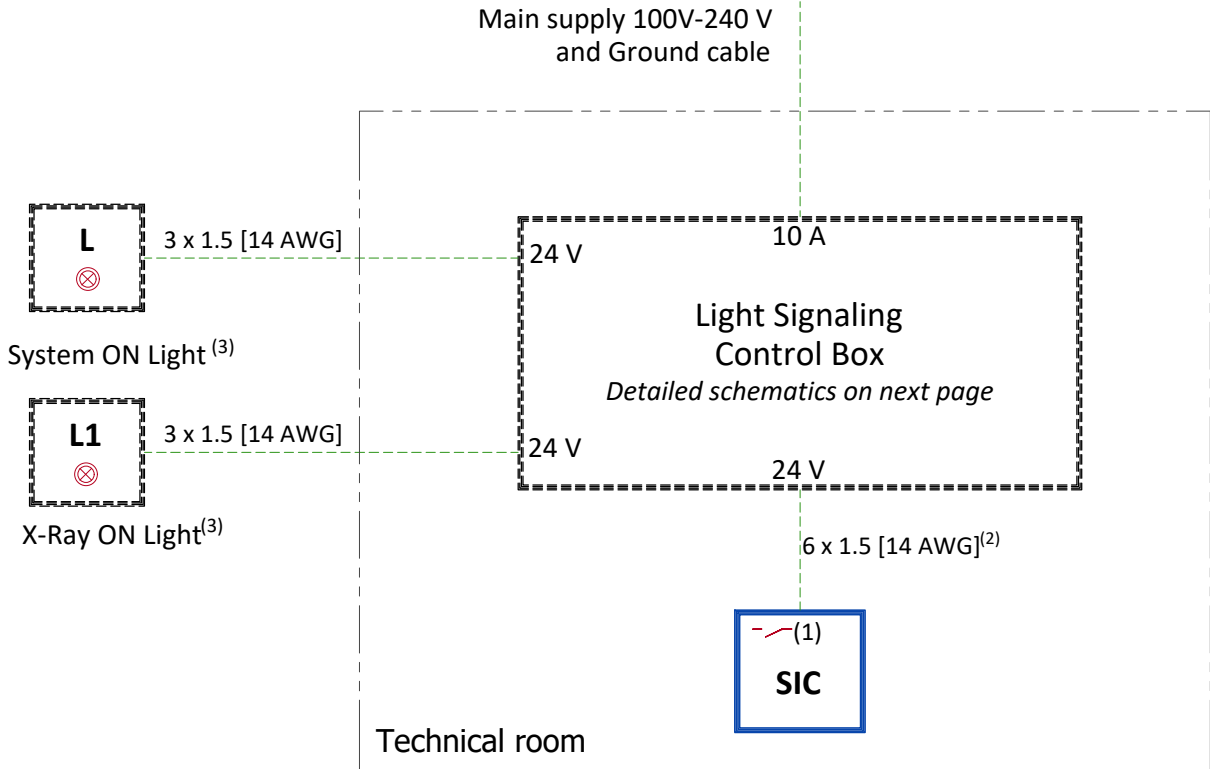 Main supply 100V-240 V
and Ground cable
L
3 x 1.5 [14 AWG]
System ON Light (3)
L1
3 x 1.5 [14 AWG]
X-Ray ON Light(3)
10 A
24 V
Light Signaling
Control Box
Detailed schematics on next page
24 V
24 V
6 x 1.5 [14 AWG](2)
(1)
SIC
Technical room